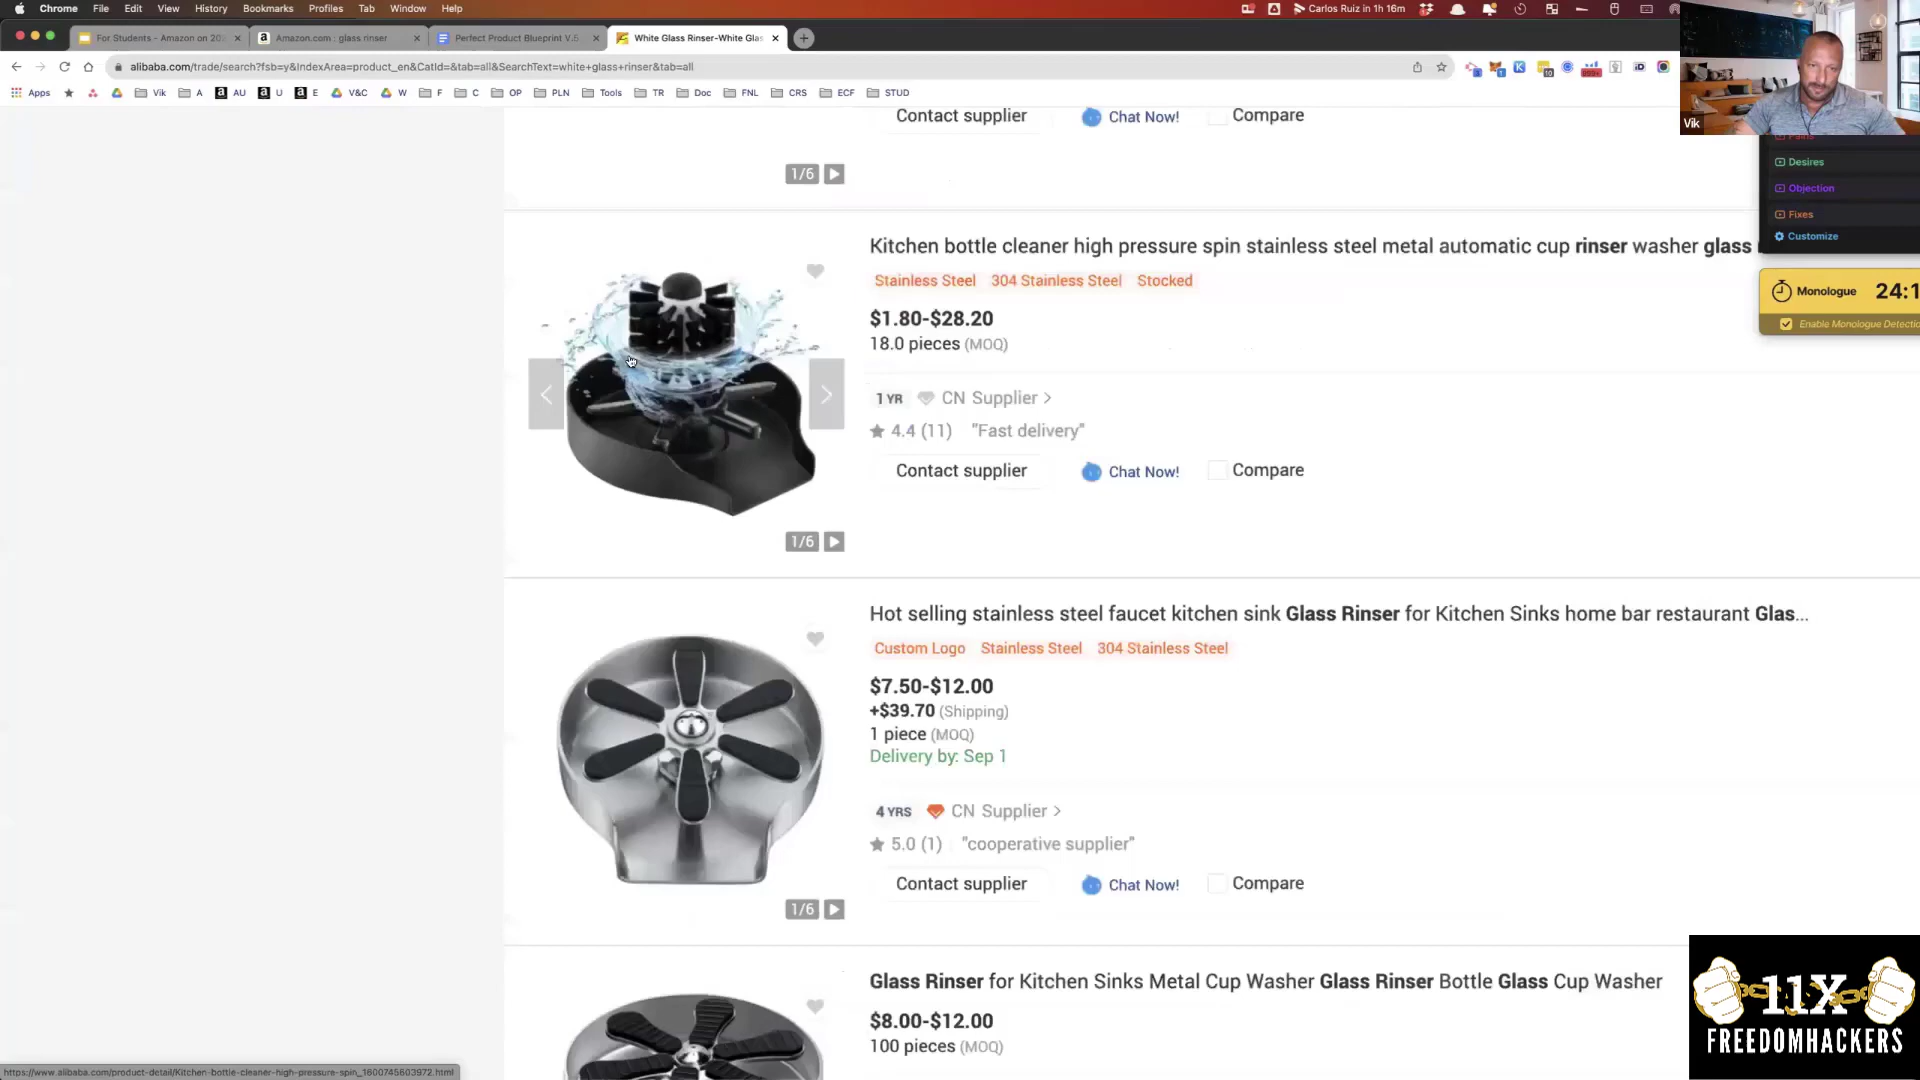 Chrome File Edit View History Bookmarks Profiles Tab Window Help
Carlos Ruiz in 1h 16m
For Students - Amazon on 20
Amazon.com : glass rinser
Perfect Product Blueprint V.5
White Glass Rinser-White Glas
alibaba.com/trade/search?fsb=y&IndexArea=product_en&CatId=&tab=all&SearchText=white+glass+rinser&tab=all
Apps Vik A AU U E V&C W F C OP PLN Tools TR Doc FNL CRS ECF STUD
Vik
Contact supplier Chat Now! Compare
1/6
Desires
Objection
Fixes
Customize
Monologue 24:1
Enable Monologue Detectio
Kitchen bottle cleaner high pressure spin stainless steel metal automatic cup rinser washer glass
Stainless Steel 304 Stainless Steel Stocked
$1.80-$28.20
18.0 pieces (MOQ)
1 YR CN Supplier >
4.4 (11) "Fast delivery"
Contact supplier Chat Now! Compare
1/6
Hot selling stainless steel faucet kitchen sink Glass Rinser for Kitchen Sinks home bar restaurant Glas...
Custom Logo Stainless Steel 304 Stainless Steel
$7.50-$12.00
+$39.70 (Shipping)
1 piece (MOQ)
Delivery by: Sep 1
4 YRS CN Supplier >
5.0 (1) "cooperative supplier"
Contact supplier Chat Now! Compare
1/6
Glass Rinser for Kitchen Sinks Metal Cup Washer Glass Rinser Bottle Glass Cup Washer
$8.00-$12.00
100 pieces (MOQ)
11X
FREEDOMHACKERS
https://www.alibaba.com/product-detail/Kitchen-bottle-cleaner-high-pressure-spin_1600745603972.html